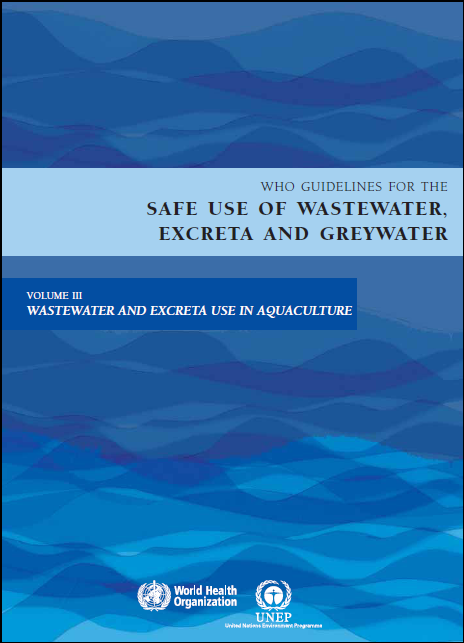 WHO GUIDELINES FOR THE
SAFE USE OF WASTEWATER,
EXCRETA AND GREYWATER
VOLUME III
WASTEWATER AND EXCRETA USE IN AQUACULTURE
World Health
Organization
UNEP
United Nations Environment Programme